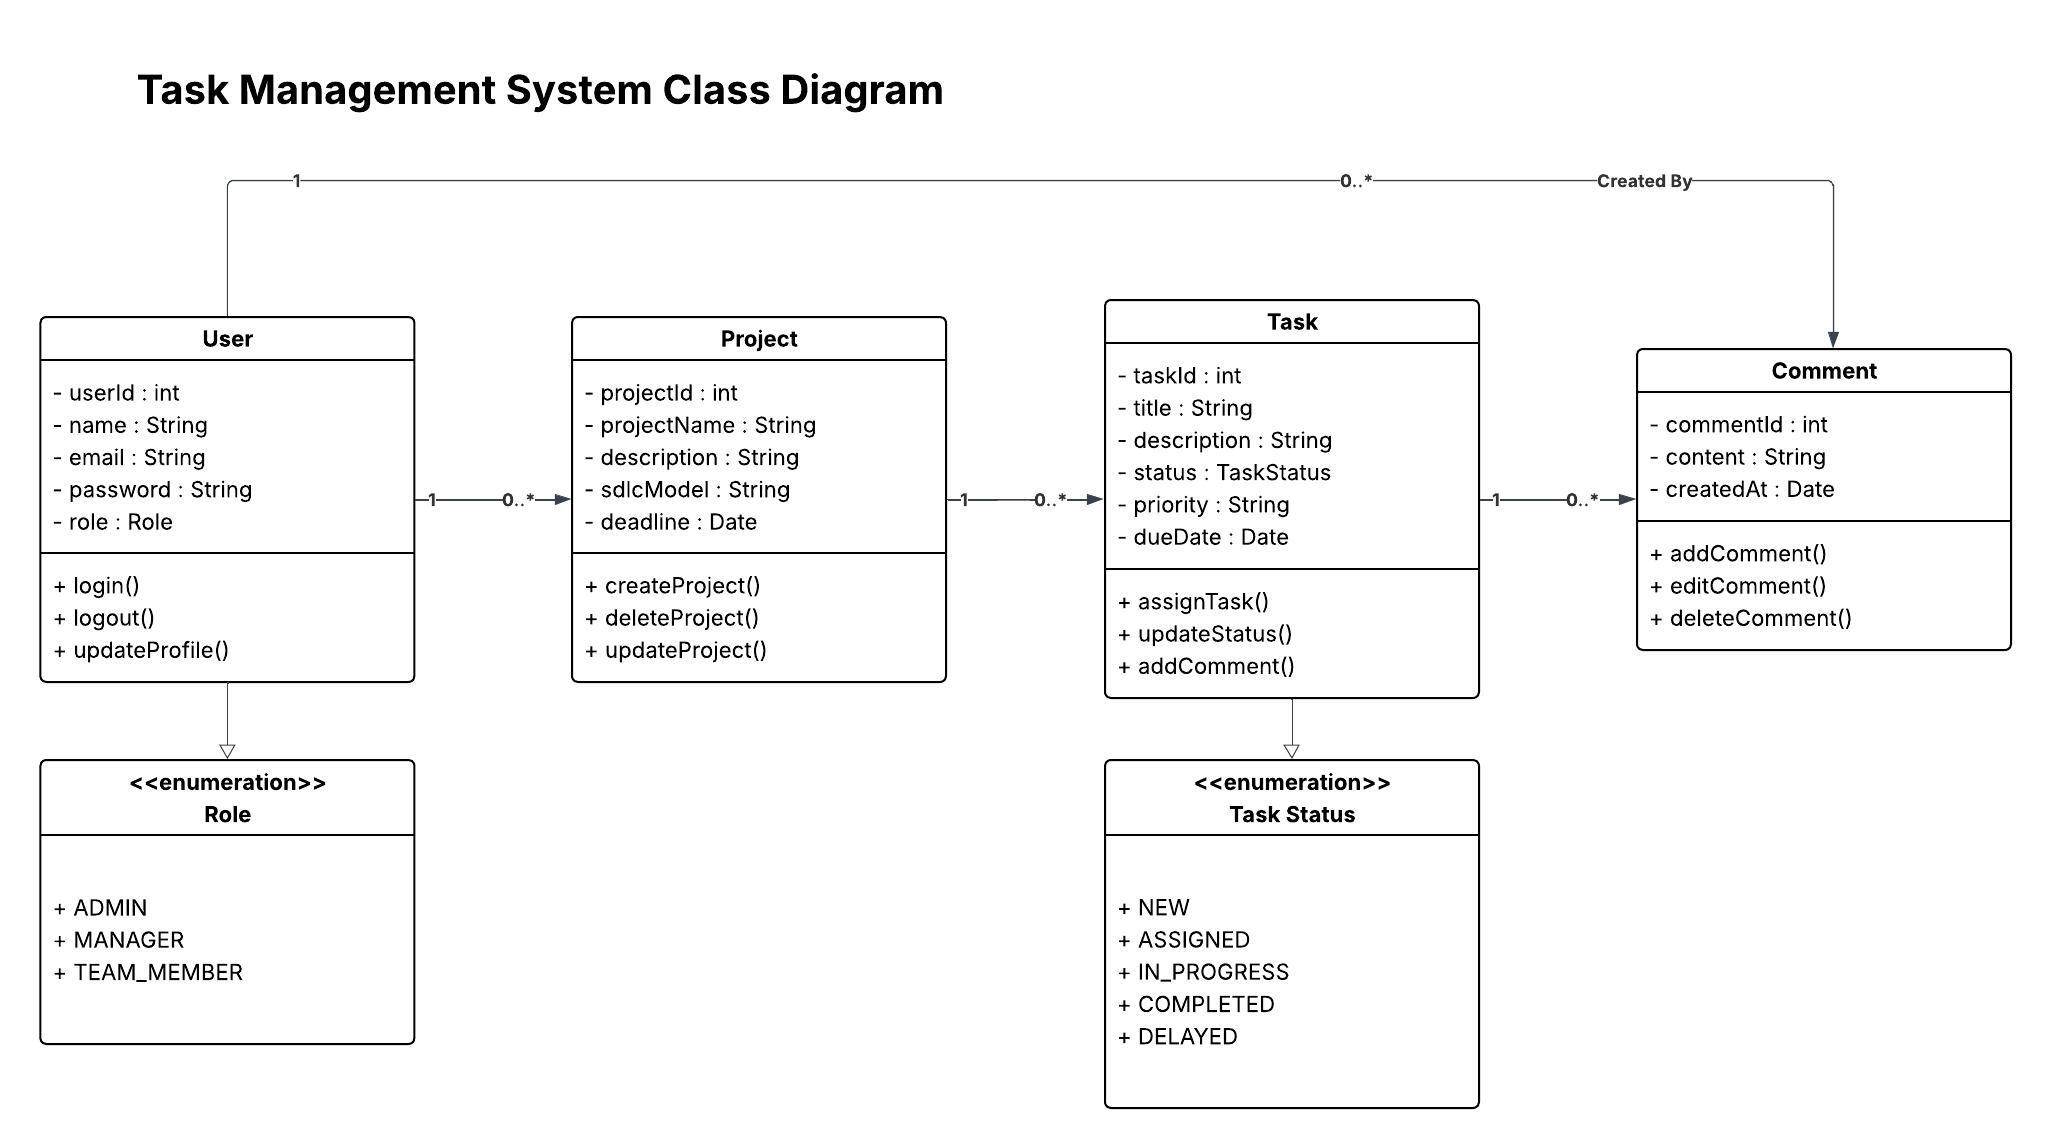 Task Management System Class Diagram
1
0..*
Created By
User
- userId : int
- name : String
- email : String
- password : String
- role : Role
+ login()
+ logout()
+ updateProfile()
1
0..*
Project
- projectId : int
- projectName : String
- description : String
- sdlcModel : String
- deadline : Date
+ createProject()
+ deleteProject()
+ updateProject()
1
0..*
Task
- taskId : int
- title : String
- description : String
- status : TaskStatus
- priority : String
- dueDate : Date
+ assignTask()
+ updateStatus()
+ addComment()
1
0..*
Comment
- commentId : int
- content : String
- createdAt : Date
+ addComment()
+ editComment()
+ deleteComment()
<<enumeration>>
Role
+ ADMIN
+ MANAGER
+ TEAM_MEMBER
<<enumeration>>
Task Status
+ NEW
+ ASSIGNED
+ IN_PROGRESS
+ COMPLETED
+ DELAYED